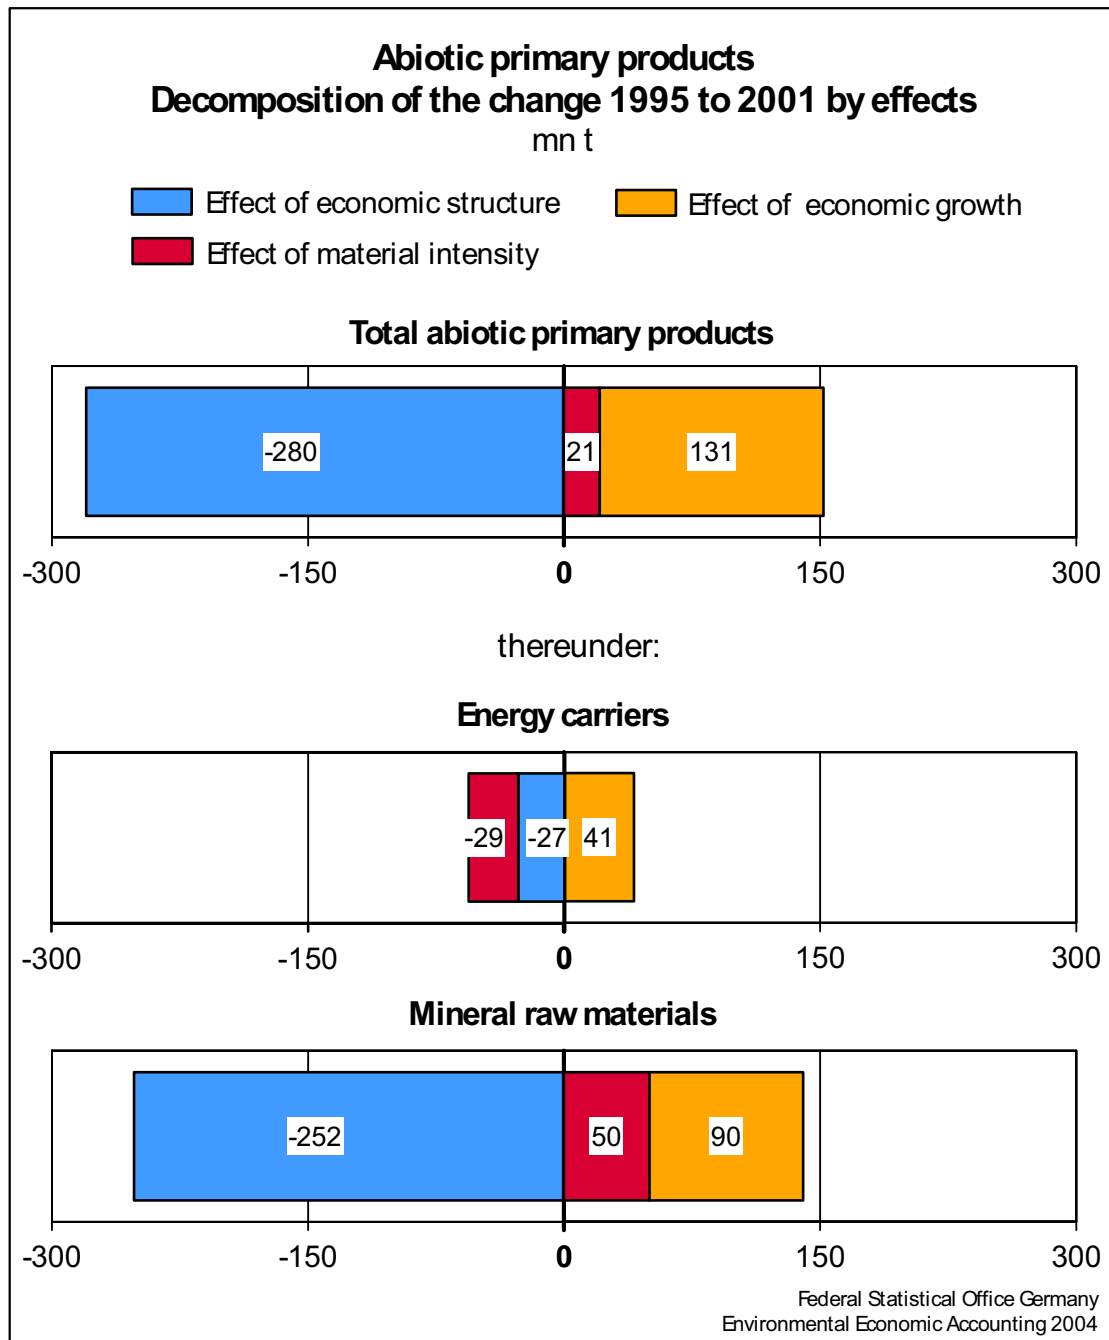 Abiotic primary products
Decomposition of the change 1995 to 2001 by effects
mn t
Effect of economic structure
Effect of economic growth
Effect of material intensity
Total abiotic primary products
-280 21 131
-300 -150 0 150 300
thereunder:
Energy carriers
-29 -27 41
-300 -150 0 150 300
Mineral raw materials
-252 50 90
-300 -150 0 150 300
Federal Statistical Office Germany
Environmental Economic Accounting 2004